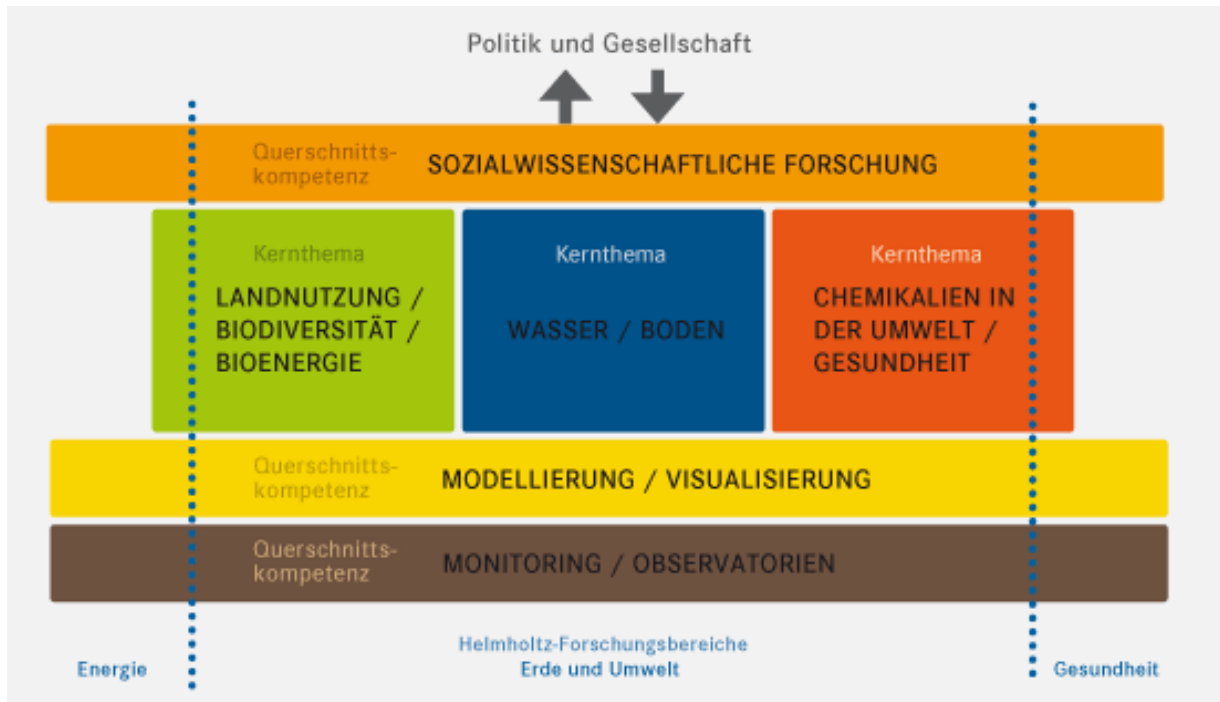 Politik und Gesellschaft
Querschnitts-
kompetenz
SOZIALWISSENSCHAFTLICHE FORSCHUNG
Kernthema
LANDNUTZUNG /
BIODIVERSITÄT /
BIOENERGIE
Kernthema
WASSER / BODEN
Kernthema
CHEMIKALIEN IN
DER UMWELT /
GESUNDHEIT
Querschnitts-
kompetenz
MODELLIERUNG / VISUALISIERUNG
Querschnitts-
kompetenz
MONITORING / OBSERVATORIEN
Energie
Helmholtz-Forschungsbereiche
Erde und Umwelt
Gesundheit